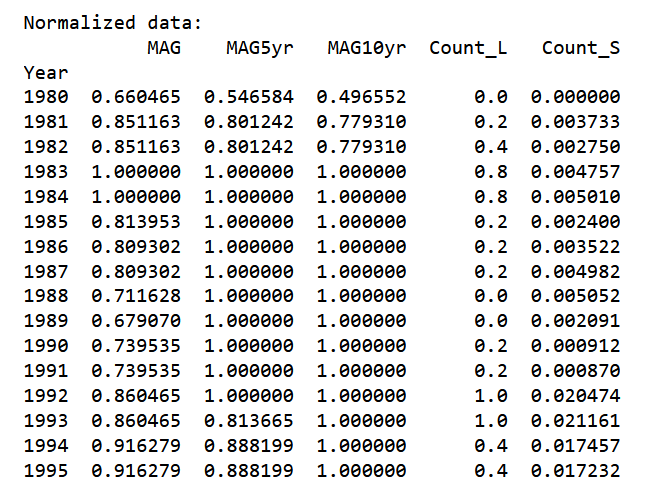 Normalized data:
MAG MAG5yr MAG10yr Count_L Count_S
Year
1980 0.660465 0.546584 0.496552 0.0 0.000000
1981 0.851163 0.801242 0.779310 0.2 0.003733
1982 0.851163 0.801242 0.779310 0.4 0.002750
1983 1.000000 1.000000 1.000000 0.8 0.004757
1984 1.000000 1.000000 1.000000 0.8 0.005010
1985 0.813953 1.000000 1.000000 0.2 0.002400
1986 0.809302 1.000000 1.000000 0.2 0.003522
1987 0.809302 1.000000 1.000000 0.2 0.004982
1988 0.711628 1.000000 1.000000 0.0 0.005052
1989 0.679070 1.000000 1.000000 0.0 0.002091
1990 0.739535 1.000000 1.000000 0.2 0.000912
1991 0.739535 1.000000 1.000000 0.2 0.000870
1992 0.860465 1.000000 1.000000 1.0 0.020474
1993 0.860465 0.813665 1.000000 1.0 0.021161
1994 0.916279 0.888199 1.000000 0.4 0.017457
1995 0.916279 0.888199 1.000000 0.4 0.017232